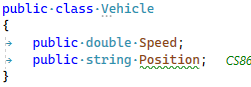 public class Vehicle
{
public double Speed;
public string Position; CS86
}